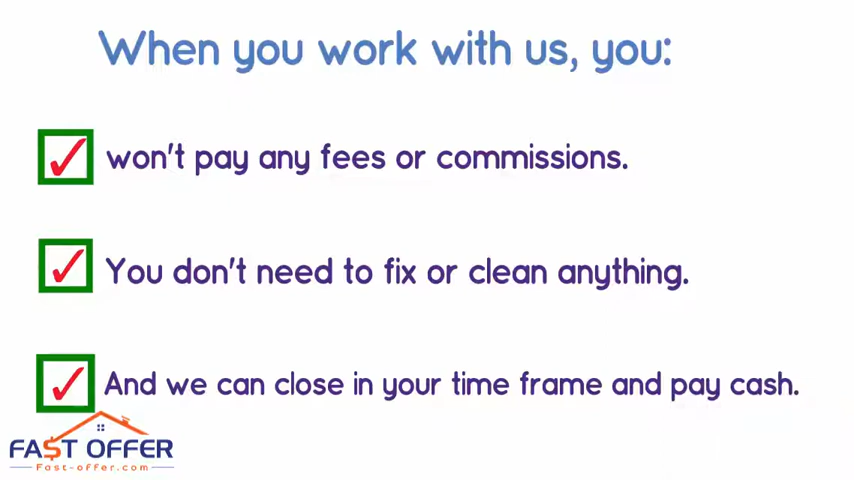 When you work with us, you:
won't pay any fees or commissions.
You don't need to fix or clean anything.
And we can close in your time frame and pay cash.
FA$T OFFER
Fast-offer.com